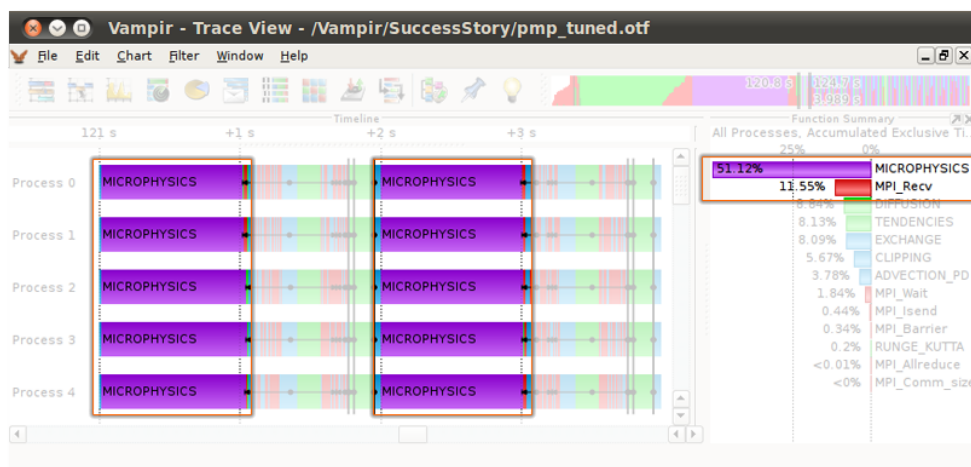 Vampir - Trace View - /Vampir/SuccessStory/pmp_tuned.otf
File Edit Chart Filter Window Help
120.8 s 124.7 s
3.989 s
Timeline
121 s +1 s +2 s +3 s
Process 0 MICROPHYSICS MICROPHYSICS
Process 1 MICROPHYSICS MICROPHYSICS
Process 2 MICROPHYSICS MICROPHYSICS
Process 3 MICROPHYSICS MICROPHYSICS
Process 4 MICROPHYSICS MICROPHYSICS
Function Summary
All Processes, Accumulated Exclusive Ti...
25% 0%
51.12% MICROPHYSICS
11.55% MPI_Recv
8.84% DIFFUSION
8.13% TENDENCIES
8.09% EXCHANGE
5.67% CLIPPING
3.78% ADVECTION_PD
1.84% MPI_Wait
0.44% MPI_Isend
0.34% MPI_Barrier
0.2% RUNGE_KUTTA
<0.01% MPI_Allreduce
<0% MPI_Comm_size